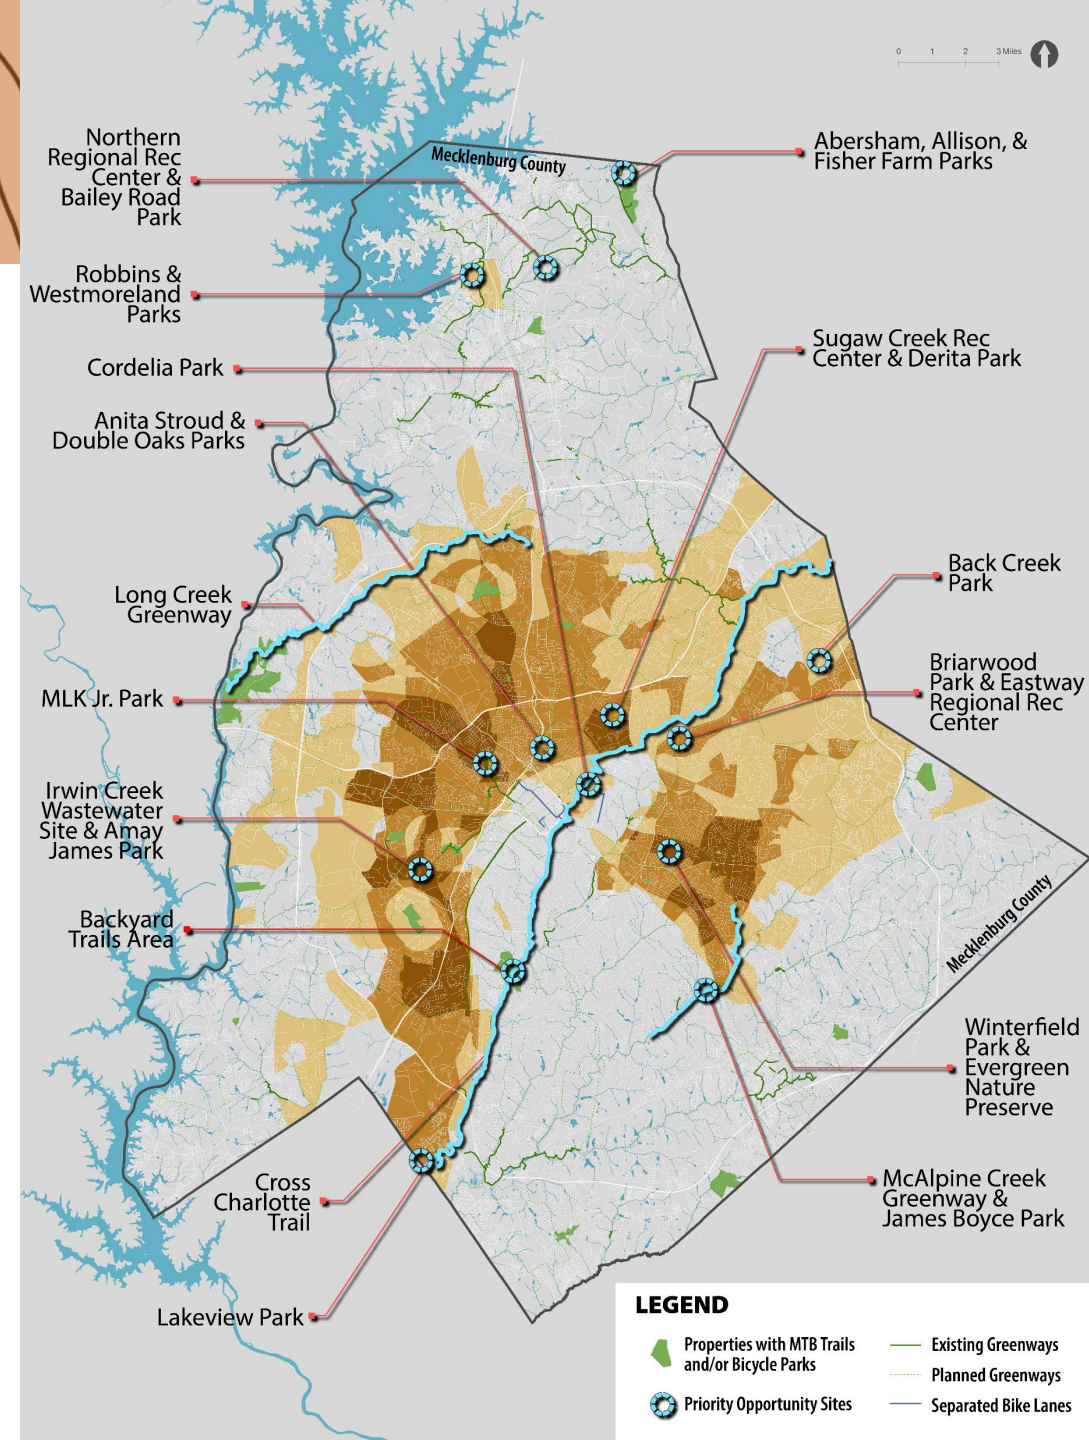 0 1 2 3 Miles
Northern
Regional Rec
Center &
Bailey Road
Park
Mecklenburg County
Abersham, Allison, &
Fisher Farm Parks
Robbins &
Westmoreland
Parks
Cordelia Park
Sugaw Creek Rec
Center & Derita Park
Anita Stroud &
Double Oaks Parks
Back Creek
Park
Long Creek
Greenway
Briarwood
Park & Eastway
Regional Rec
Center
MLK Jr. Park
Irwin Creek
Wastewater
Site & Amay
James Park
Backyard
Trails Area
Mecklenburg County
Winterfield
Park &
Evergreen
Nature
Preserve
Cross
Charlotte
Trail
McAlpine Creek
Greenway &
James Boyce Park
Lakeview Park
LEGEND
Properties with MTB Trails
and/or Bicycle Parks
Priority Opportunity Sites
Existing Greenways
Planned Greenways
Separated Bike Lanes